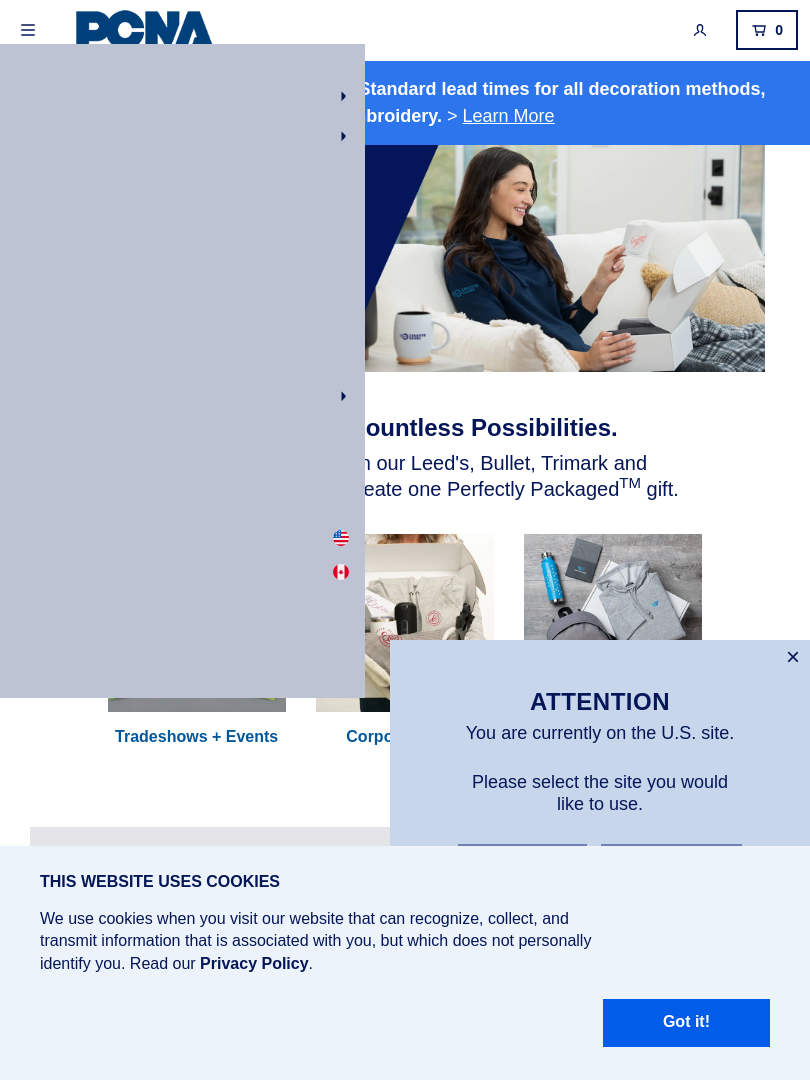 PCNA
0
Standard lead times for all decoration methods,
broidery. > Learn More
ountless Possibilities.
n our Leed's, Bullet, Trimark and
eate one Perfectly Packaged™ gift.
Tradeshows + Events
Corpo
×
ATTENTION
You are currently on the U.S. site.
Please select the site you would
like to use.
THIS WEBSITE USES COOKIES
We use cookies when you visit our website that can recognize, collect, and
transmit information that is associated with you, but which does not personally
identify you. Read our Privacy Policy.
Got it!